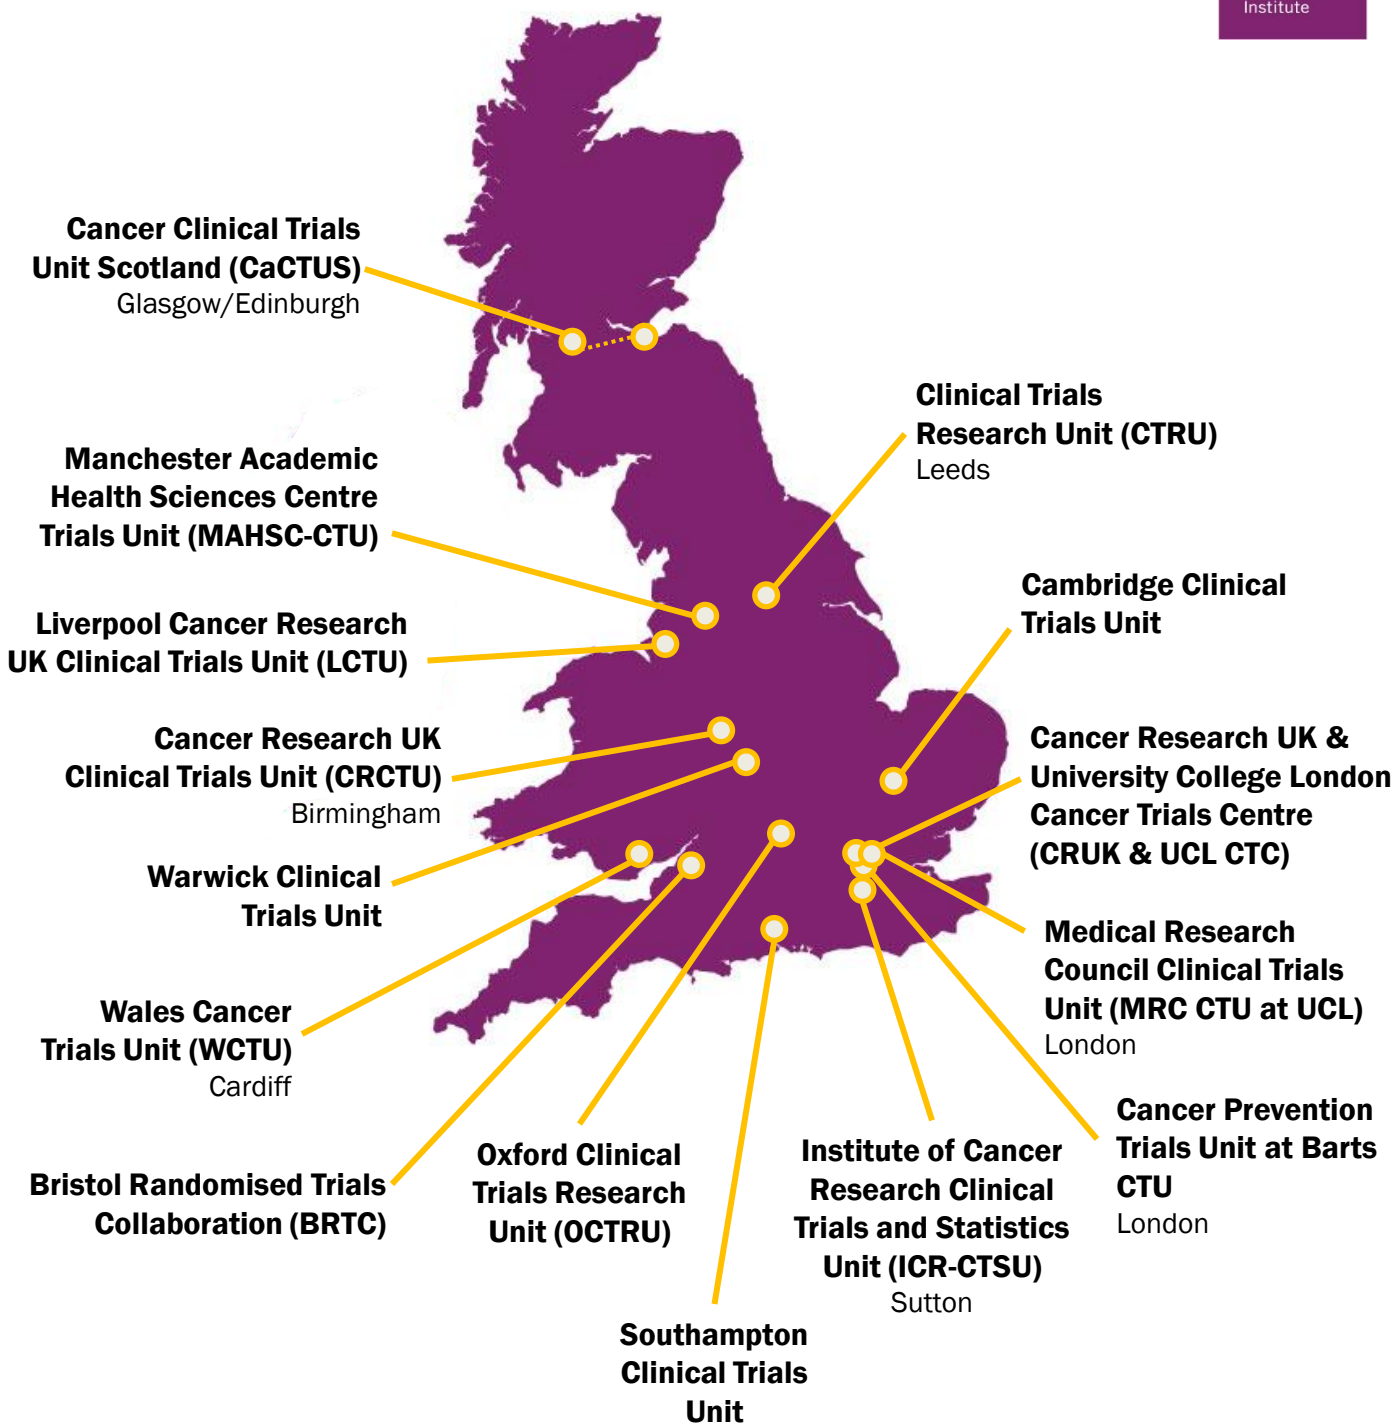 Institute
Cancer Clinical Trials
Unit Scotland (CaCTUS)
Glasgow/Edinburgh
Clinical Trials
Research Unit (CTRU)
Leeds
Manchester Academic
Health Sciences Centre
Trials Unit (MAHSC-CTU)
Cambridge Clinical
Trials Unit
Liverpool Cancer Research
UK Clinical Trials Unit (LCTU)
Cancer Research UK
Clinical Trials Unit (CRCTU)
Birmingham
Cancer Research UK &
University College London
Cancer Trials Centre
(CRUK & UCL CTC)
Warwick Clinical
Trials Unit
Medical Research
Council Clinical Trials
Unit (MRC CTU at UCL)
London
Wales Cancer
Trials Unit (WCTU)
Cardiff
Cancer Prevention
Trials Unit at Barts
CTU
London
Bristol Randomised Trials
Collaboration (BRTC)
Oxford Clinical
Trials Research
Unit (OCTRU)
Institute of Cancer
Research Clinical
Trials and Statistics
Unit (ICR-CTSU)
Sutton
Southampton
Clinical Trials
Unit